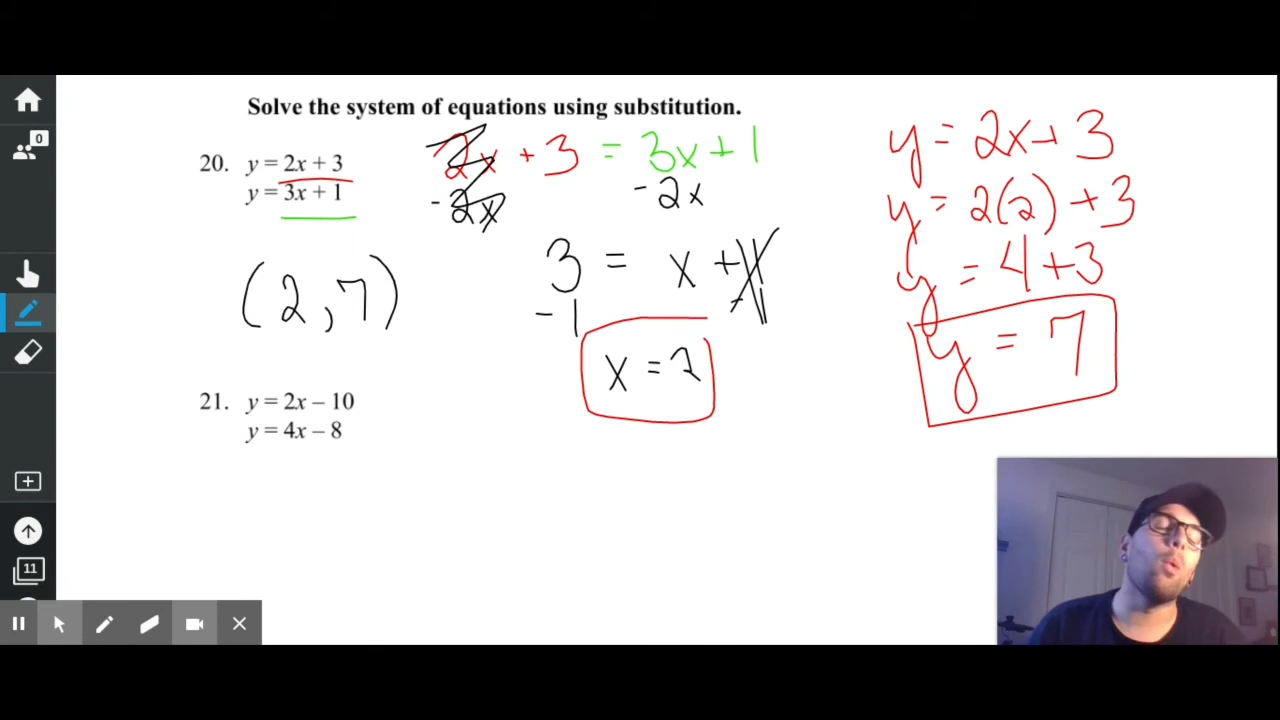 Solve the system of equations using substitution.
20. y = 2x + 3
y = 3x + 1
2x + 3 = 3x + 1
- 2x - 2x
3 = x + 1
- 1 - 1
x = 2
(2, 7)
y = 2x + 3
y = 2(2) + 3
y = 4 + 3
y = 7
21. y = 2x – 10
y = 4x – 8
0
11